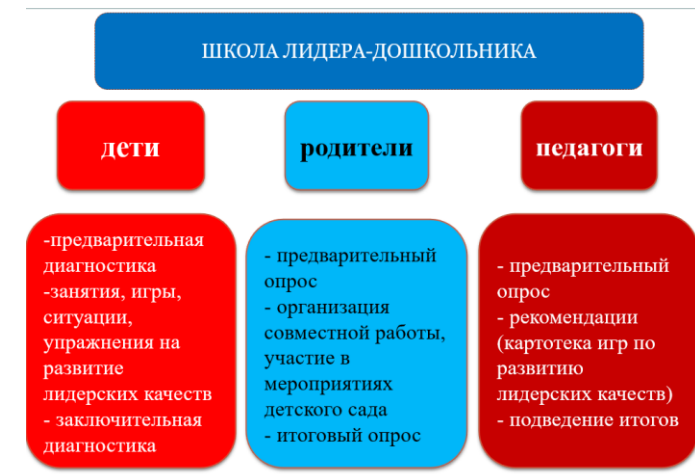 ШКОЛА ЛИДЕРА-ДОШКОЛЬНИКА
дети
родители
педагоги
-предварительная
диагностика
-занятия, игры,
ситуации,
упражнения на
развитие
лидерских качеств
- заключительная
диагностика
- предварительный
опрос
- организация
совместной работы,
участие в
мероприятиях
детского сада
- итоговый опрос
- предварительный
опрос
- рекомендации
(картотека игр по
развитию
лидерских качеств)
- подведение итогов